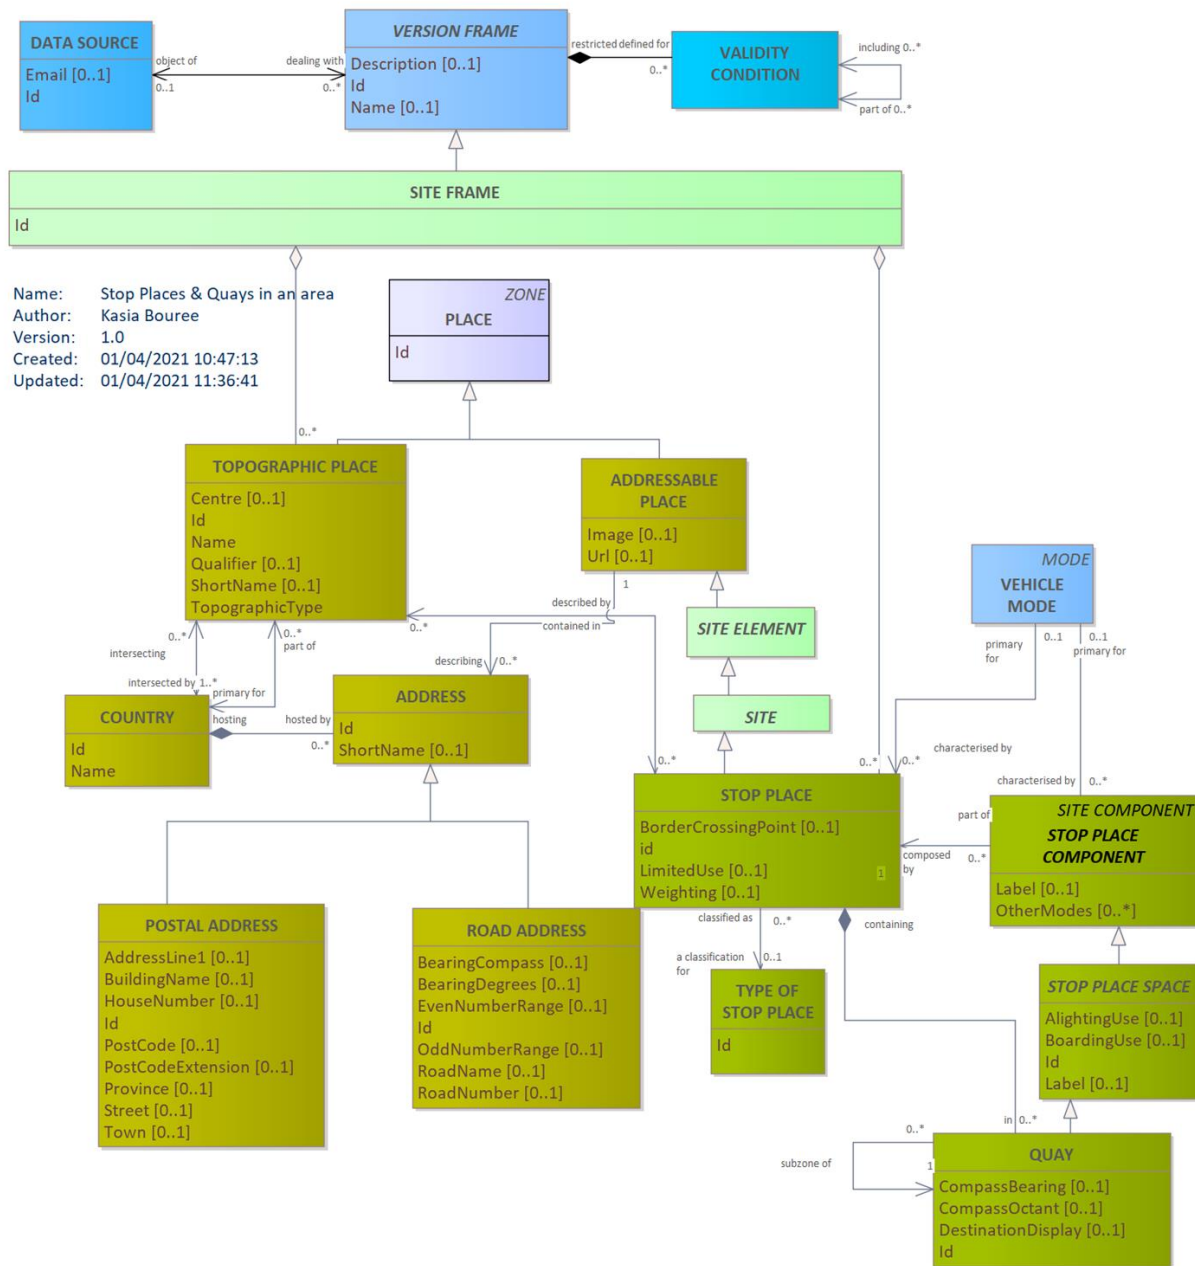 DATA SOURCE
Email [0..1]
Id
object of
0..1
dealing with
0..*
VERSION FRAME
Description [0..1]
Id
Name [0..1]
restricted defined for
0..*
VALIDITY
CONDITION
including 0..*
part of 0..*
SITE FRAME
Id
Name: Stop Places & Quays in an area
Author: Kasia Bouree
Version: 1.0
Created: 01/04/2021 10:47:13
Updated: 01/04/2021 11:36:41
ZONE
PLACE
Id
0..*
TOPOGRAPHIC PLACE
Centre [0..1]
Id
Name
Qualifier [0..1]
ShortName [0..1]
TopographicType
ADDRESSABLE
PLACE
Image [0..1]
Url [0..1]
1
MODE
VEHICLE
MODE
described by
0..*
contained in
SITE ELEMENT
0..1
0..1
primary
for
primary for
0..*
0..*
part of
intersecting
intersected by 1..*
primary for
describing
0..*
COUNTRY
Id
Name
hosting
hosted by
0..*
ADDRESS
Id
ShortName [0..1]
SITE
0..*
0..*
0..*
characterised by
characterised by
0..*
STOP PLACE
BorderCrossingPoint [0..1]
id
LimitedUse [0..1]
Weighting [0..1]
1
part of
composed
by
0..*
SITE COMPONENT
STOP PLACE
COMPONENT
Label [0..1]
OtherModes [0..*]
POSTAL ADDRESS
AddressLine1 [0..1]
BuildingName [0..1]
HouseNumber [0..1]
Id
PostCode [0..1]
PostCodeExtension [0..1]
Province [0..1]
Street [0..1]
Town [0..1]
ROAD ADDRESS
BearingCompass [0..1]
BearingDegrees [0..1]
EvenNumberRange [0..1]
Id
OddNumberRange [0..1]
RoadName [0..1]
RoadNumber [0..1]
classified as
0..*
containing
a classification
for
0..1
TYPE OF
STOP PLACE
Id
STOP PLACE SPACE
AlightingUse [0..1]
BoardingUse [0..1]
Id
Label [0..1]
in 0..*
0..*
subzone of
1
QUAY
CompassBearing [0..1]
CompassOctant [0..1]
DestinationDisplay [0..1]
Id